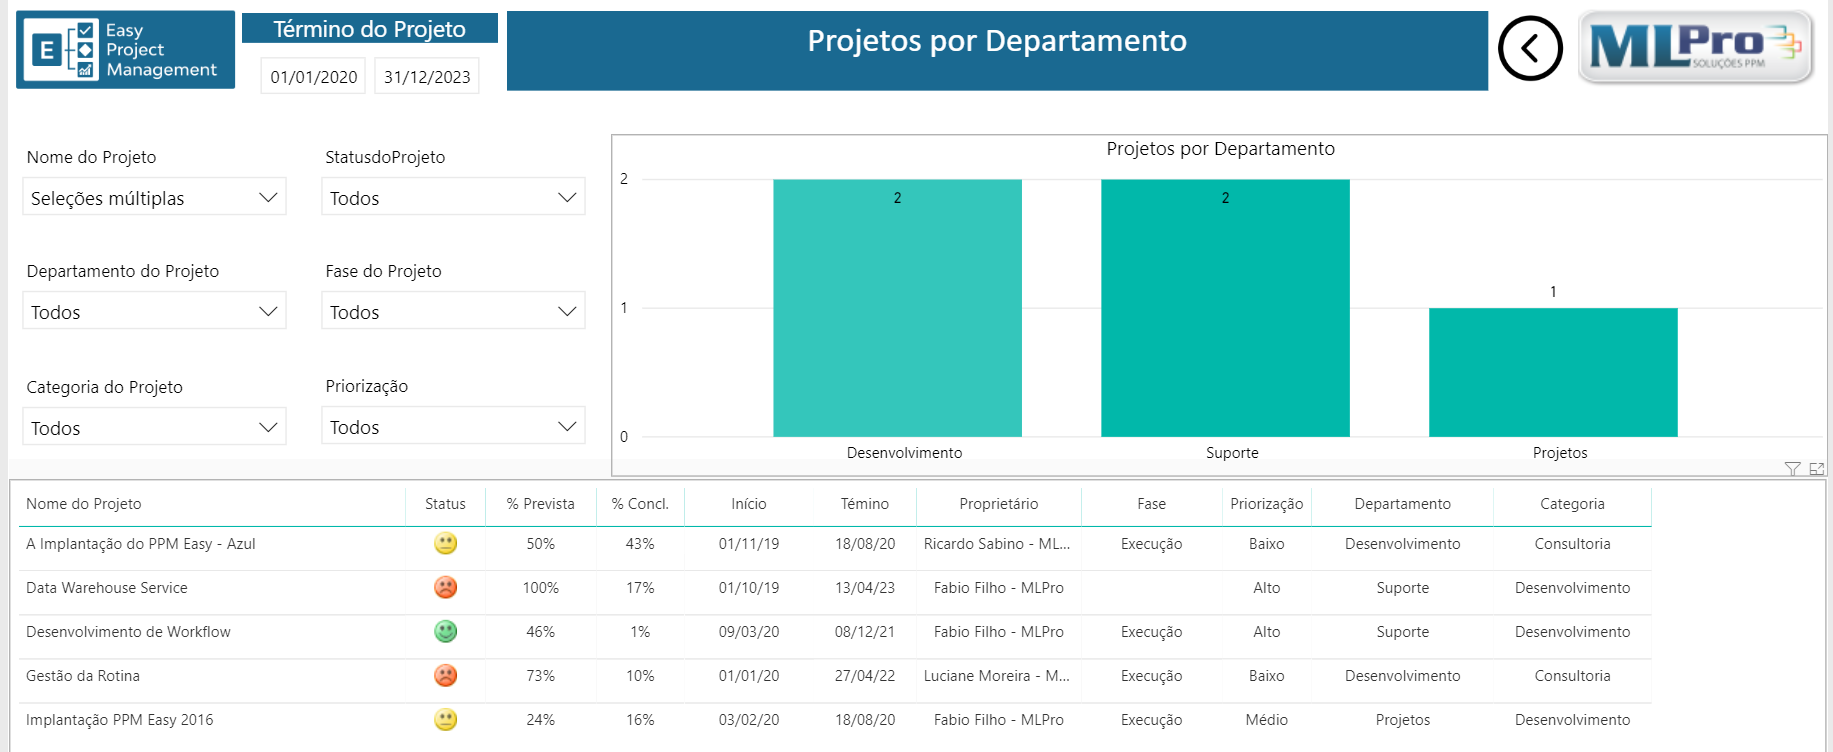 Easy
Project
Management
E
Término do Projeto
01/01/2020 31/12/2023
Projetos por Departamento
MLPro
SOLUÇÕES PPM
Nome do Projeto
Seleções múltiplas
StatusdoProjeto
Todos
Departamento do Projeto
Todos
Fase do Projeto
Todos
Categoria do Projeto
Todos
Priorização
Todos
Projetos por Departamento
2
1
0
2
2
1
Desenvolvimento Suporte Projetos
Nome do Projeto Status % Prevista % Concl. Início Témino Proprietário Fase Priorização Departamento Categoria
A Implantação do PPM Easy - Azul 50% 43% 01/11/19 18/08/20 Ricardo Sabino - ML... Execução Baixo Desenvolvimento Consultoria
Data Warehouse Service 100% 17% 01/10/19 13/04/23 Fabio Filho - MLPro Alto Suporte Desenvolvimento
Desenvolvimento de Workflow 46% 1% 09/03/20 08/12/21 Fabio Filho - MLPro Execução Alto Suporte Desenvolvimento
Gestão da Rotina 73% 10% 01/01/20 27/04/22 Luciane Moreira - M... Execução Baixo Desenvolvimento Consultoria
Implantação PPM Easy 2016 24% 16% 03/02/20 18/08/20 Fabio Filho - MLPro Execução Médio Projetos Desenvolvimento